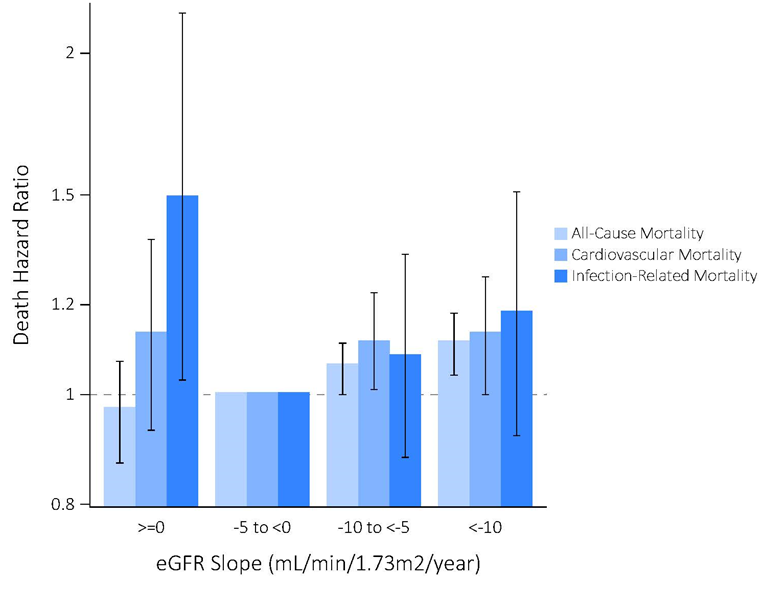 Death Hazard Ratio
2
1.5
1.2
1
0.8
>=0
-5 to <0
-10 to <-5
<-10
eGFR Slope (mL/min/1.73m2/year)
All-Cause Mortality
Cardiovascular Mortality
Infection-Related Mortality